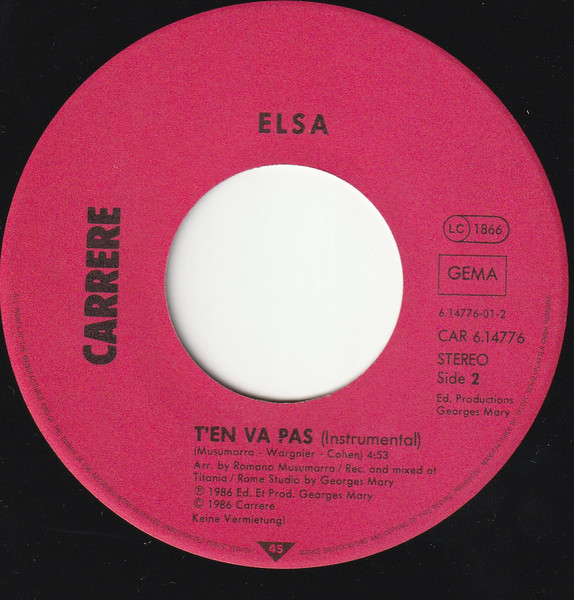 ELSA
CARRERE
LC 1866
GEMA
6.14776-01-2
CAR 6.14776
STEREO
Side 2
Ed. Productions
Georges Mary
T'EN VA PAS (Instrumental)
(Musumarra - Wargnier - Cohen) 4:53
Arr. by Romano Musumarra / Rec. and mixed at
Titania / Rome Studio by Georges Mary
℗ 1986 Ed. Et Prod. Georges Mary
© 1986 Carrere
Keine Vermietung!
45